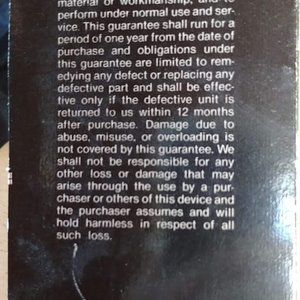 material or workmanship, and to
perform under normal use and ser-
vice. This guarantee shall run for a
period of one year from the date of
purchase and obligations under
this guarantee are limited to rem-
edying any defect or replacing any
defective part and shall be effec-
tive only if the defective unit is
returned to us within 12 months
after purchase. Damage due to
abuse, misuse, or overloading is
not covered by this guarantee. We
shall not be responsible for any
other loss or damage that may
arise through the use by a pur-
chaser or others of this device and
the purchaser assumes and will
hold harmless in respect of all
such loss.